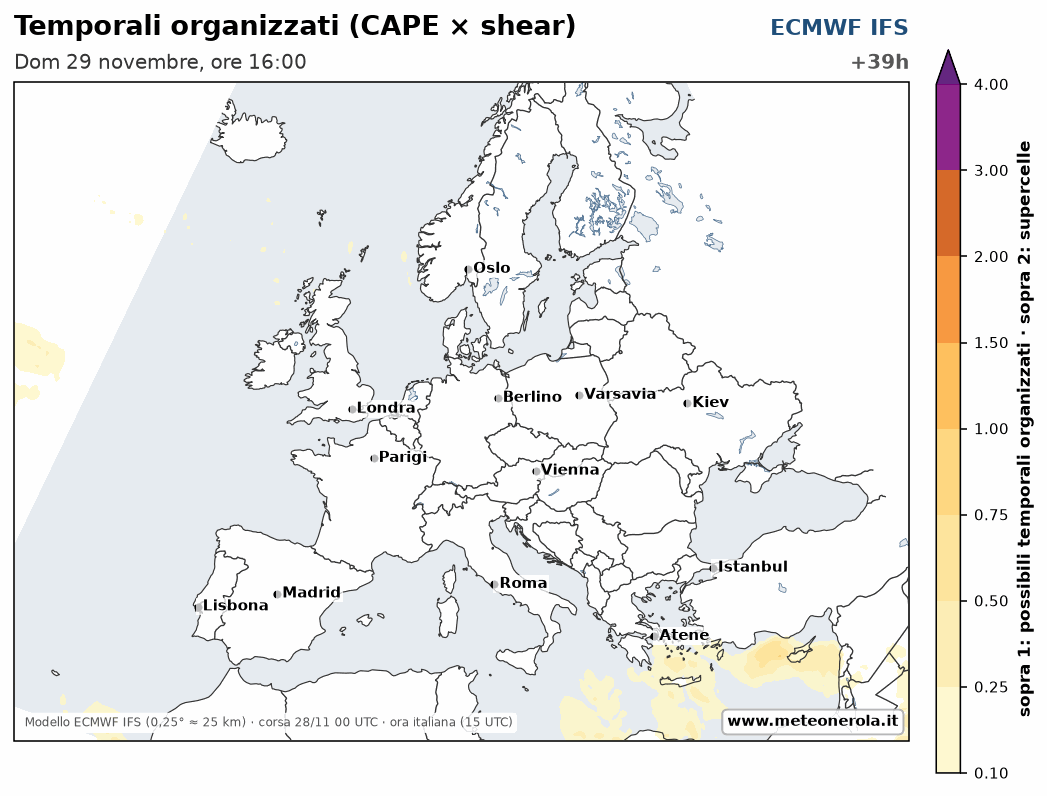 Temporali organizzati (CAPE × shear)
ECMWF IFS
Dom 29 novembre, ore 16:00
+39h
Oslo
Londra
Berlino
Varsavia
Kiev
Parigi
Vienna
Roma
Istanbul
Madrid
Lisbona
Atene
Modello ECMWF IFS (0,25° ≈ 25 km) · corsa 28/11 00 UTC · ora italiana (15 UTC)
www.meteonerola.it
4.00
3.00
2.00
1.50
1.00
0.75
0.50
0.25
0.10
sopra 1: possibili temporali organizzati · sopra 2: supercelle